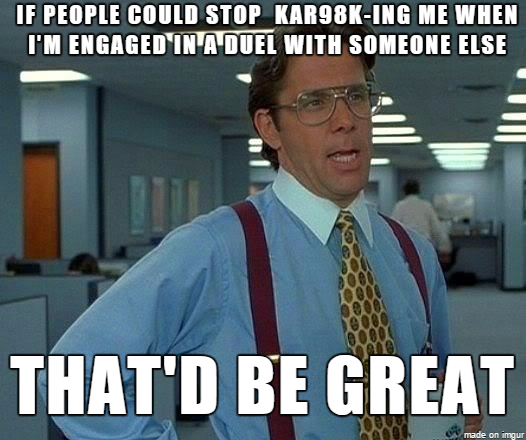 IF PEOPLE COULD STOP KAR98K-ING ME WHEN
I'M ENGAGED IN A DUEL WITH SOMEONE ELSE
THAT'D BE GREAT
made on imgur